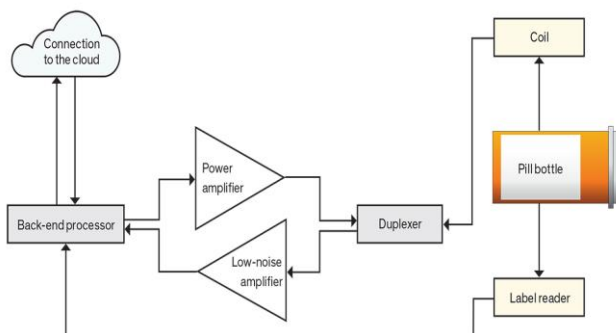 Connection
to the cloud
Coil
Power
amplifier
Pill bottle
Back-end processor
Duplexer
Low-noise
amplifier
Label reader